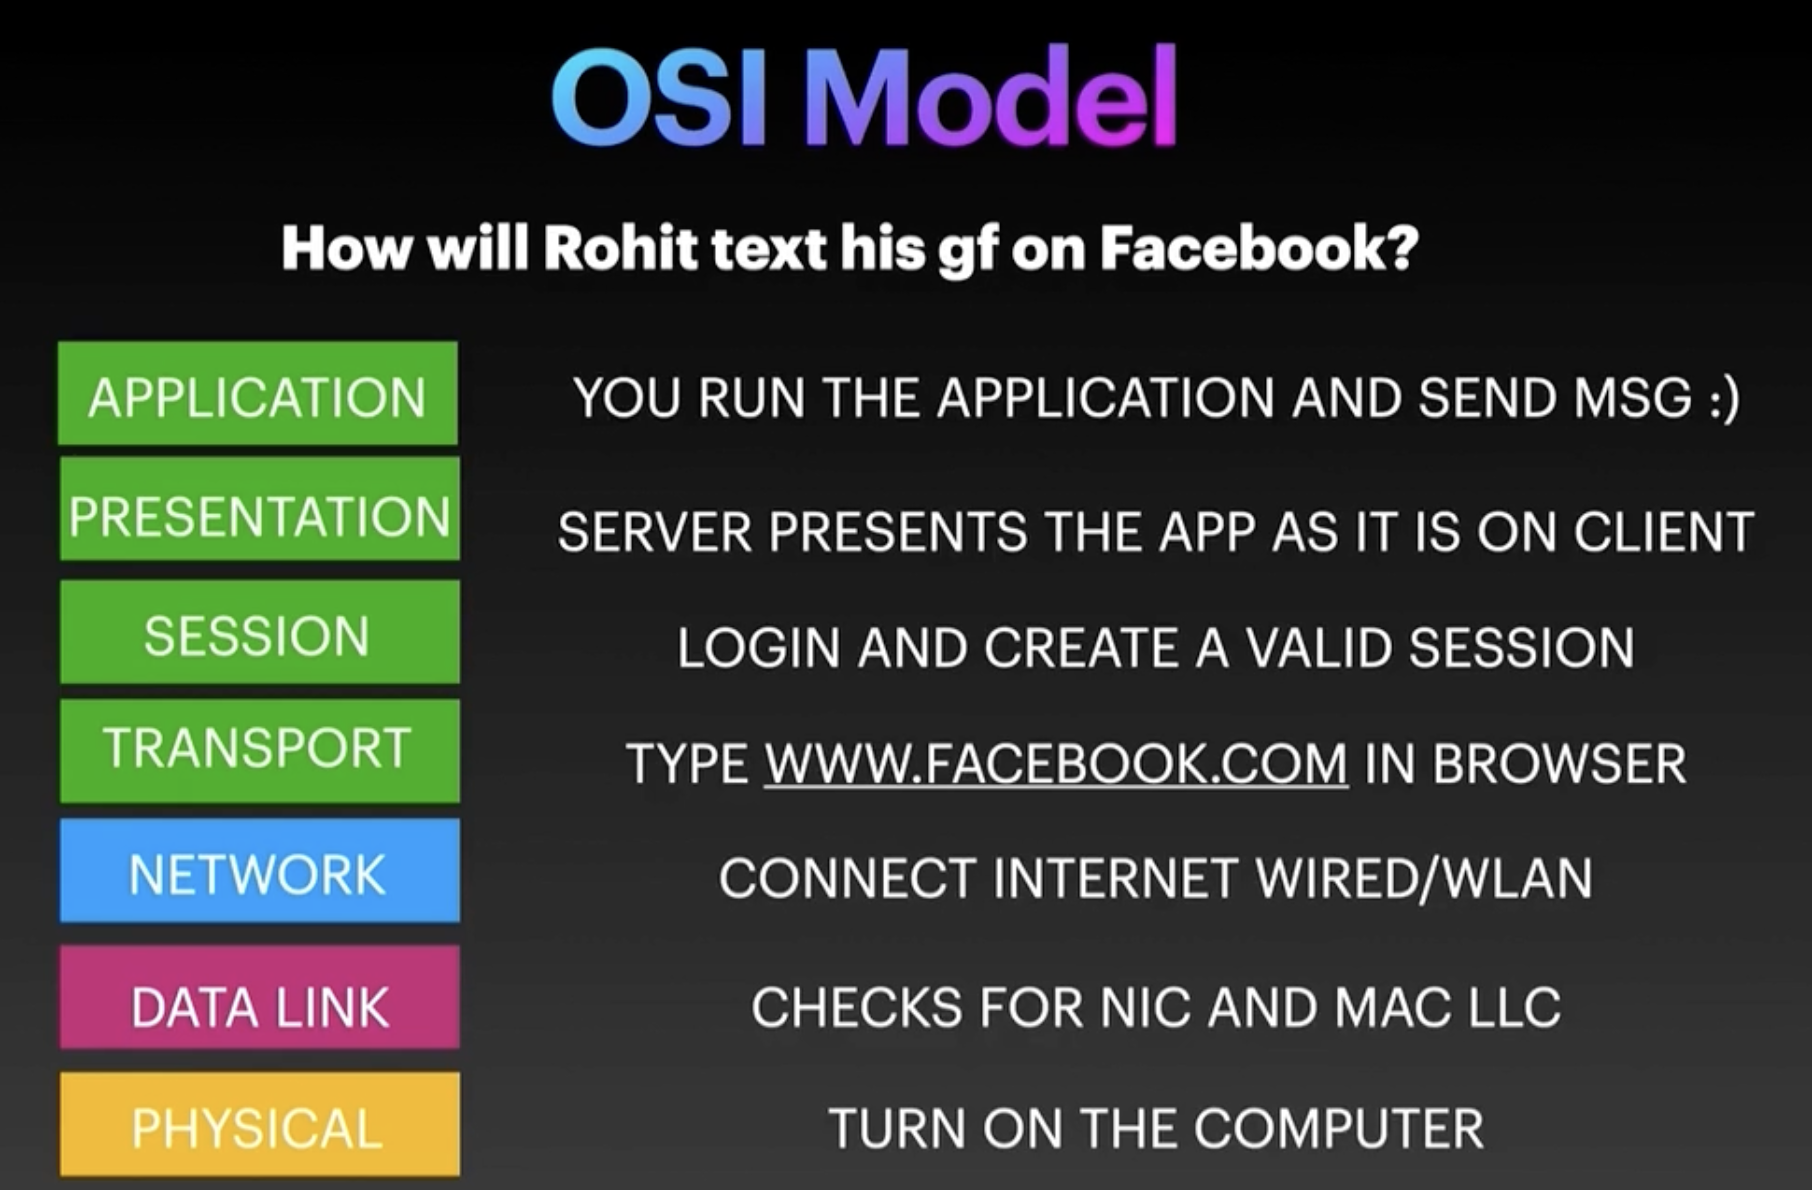 OSI Model
How will Rohit text his gf on Facebook?
APPLICATION
YOU RUN THE APPLICATION AND SEND MSG :)
PRESENTATION
SERVER PRESENTS THE APP AS IT IS ON CLIENT
SESSION
LOGIN AND CREATE A VALID SESSION
TRANSPORT
TYPE WWW.FACEBOOK.COM IN BROWSER
NETWORK
CONNECT INTERNET WIRED/WLAN
DATA LINK
CHECKS FOR NIC AND MAC LLC
PHYSICAL
TURN ON THE COMPUTER